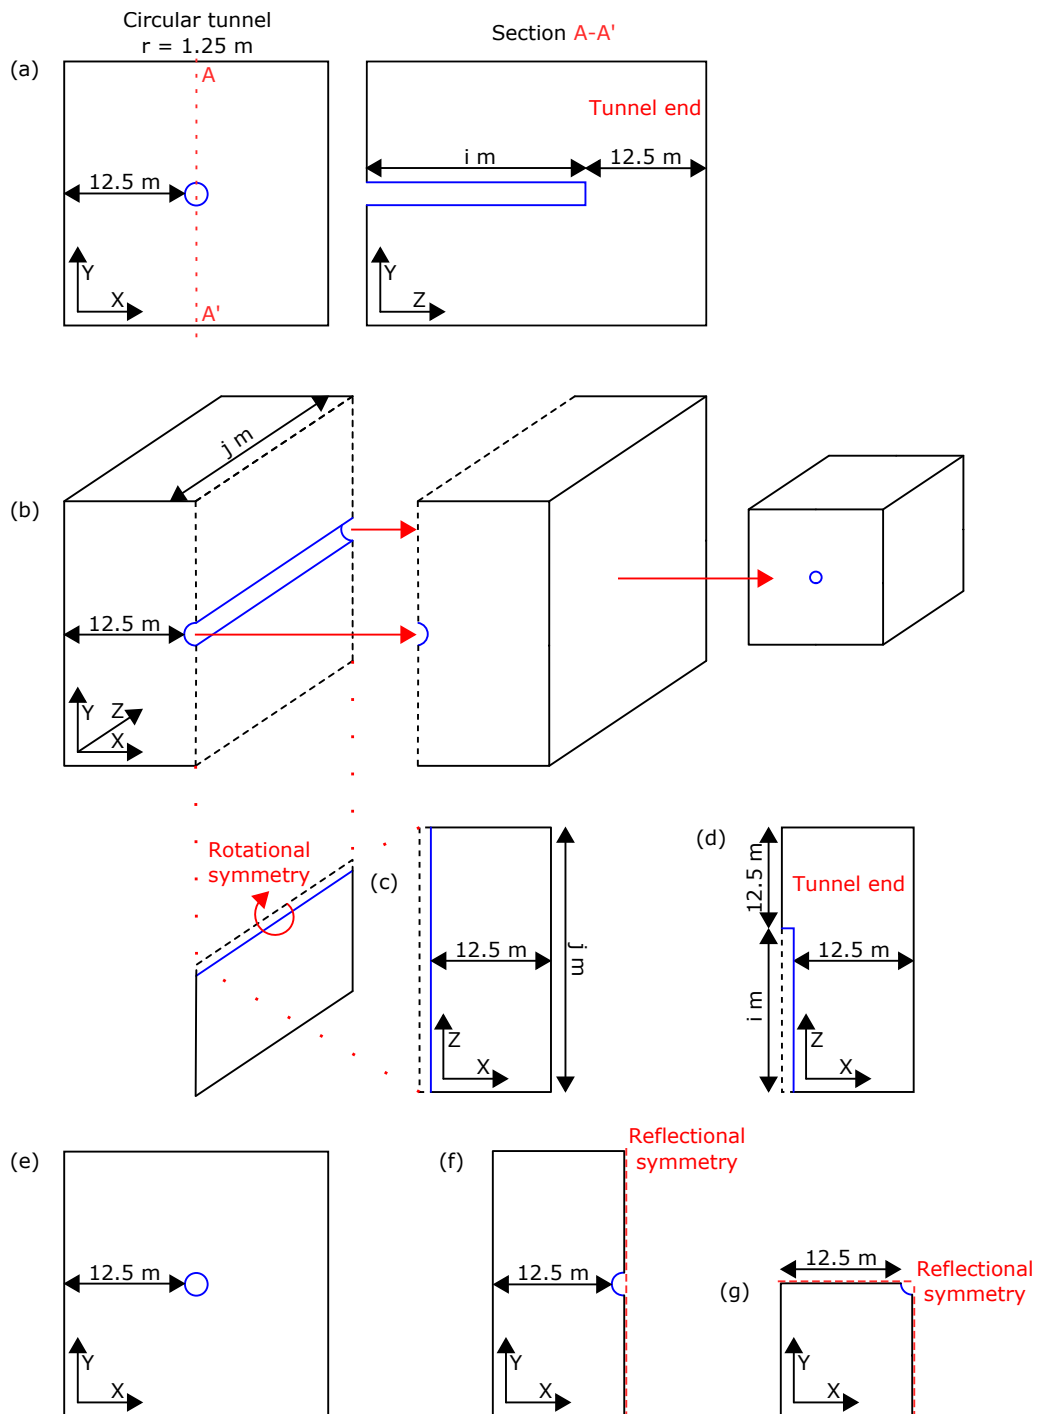 Circular tunnel
r = 1.25 m
Section A-A'
(a)
A
Tunnel end
i m
12.5 m
12.5 m
Y
X
A'
Y
Z
j m
(b)
12.5 m
Y
Z
X
Rotational
symmetry
(c)
12.5 m
j m
Z
X
(d)
12.5 m
Tunnel end
12.5 m
i m
Z
X
(e)
12.5 m
Y
X
(f)
Reflectional
symmetry
12.5 m
Y
X
(g)
12.5 m
Reflectional
symmetry
Y
X